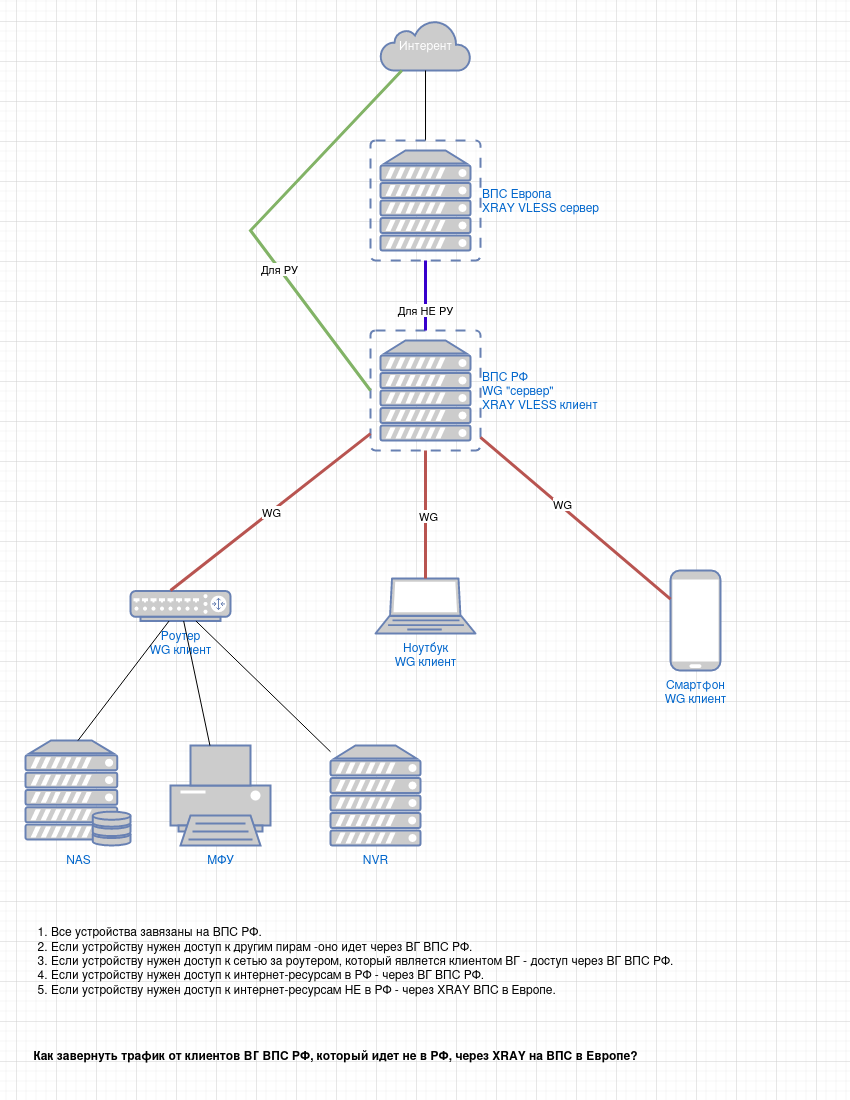 Интерент
ВПС Европа
XRAY VLESS сервер
Для РУ
Для НЕ РУ
ВПС РФ
WG "сервер"
XRAY VLESS клиент
WG
WG
WG
Роутер
WG клиент
Ноутбук
WG клиент
Смартфон
WG клиент
NAS
МФУ
NVR
1. Все устройства завязаны на ВПС РФ.
2. Если устройству нужен доступ к другим пирам -оно идет через ВГ ВПС РФ.
3. Если устройству нужен доступ к сетью за роутером, который является клиентом ВГ - доступ через ВГ ВПС РФ.
4. Если устройству нужен доступ к интернет-ресурсам в РФ - через ВГ ВПС РФ.
5. Если устройству нужен доступ к интернет-ресурсам НЕ в РФ - через XRAY ВПС в Европе.
Как завернуть трафик от клиентов ВГ ВПС РФ, который идет не в РФ, через XRAY на ВПС в Европе?